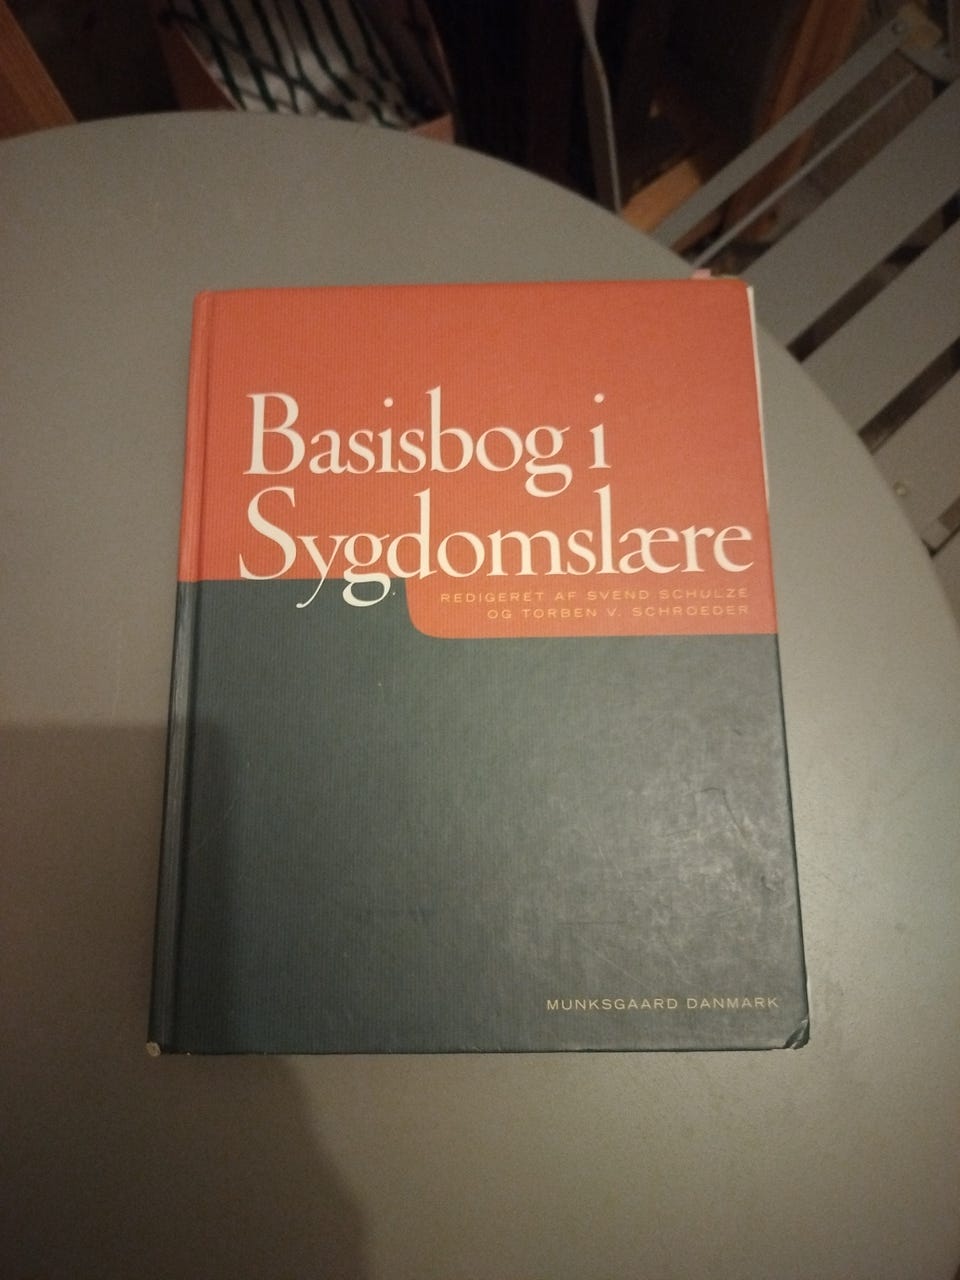 Basisbog i
Sygdomslære
REDIGERET AF SVEND SCHULZE
OG TORBEN V. SCHROEDER
MUNKSGAARD DANMARK